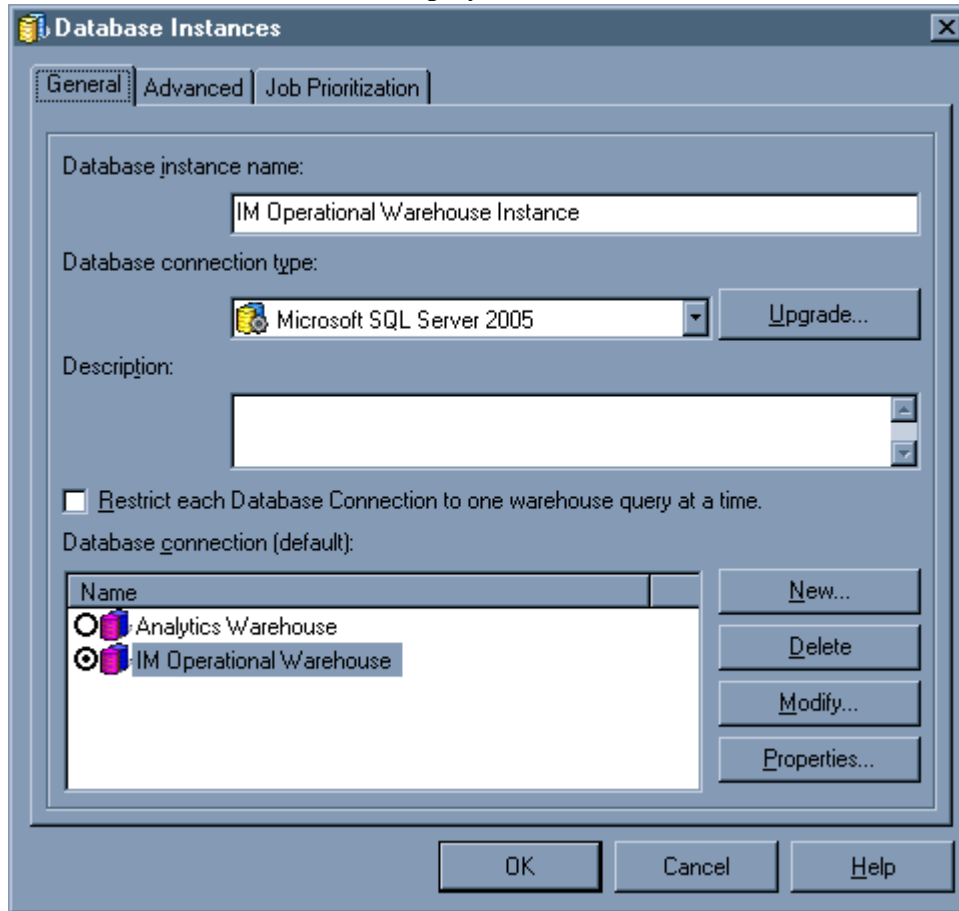 Database Instances
General Advanced Job Prioritization
Database instance name:
IM Operational Warehouse Instance
Database connection type:
Microsoft SQL Server 2005 Upgrade...
Description:
Restrict each Database Connection to one warehouse query at a time.
Database connection (default):
Name New...
Analytics Warehouse
IM Operational Warehouse Delete
Modify...
Properties...
OK Cancel Help